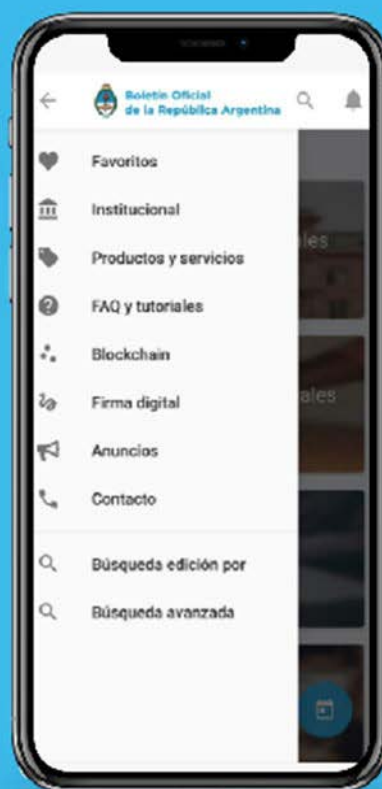 Boletín Oficial
de la República Argentina
Favoritos
Institucional
Productos y servicios
FAQ y tutoriales
Blockchain
Firma digital
Anuncios
Contacto
Búsqueda edición por
Búsqueda avanzada
ales